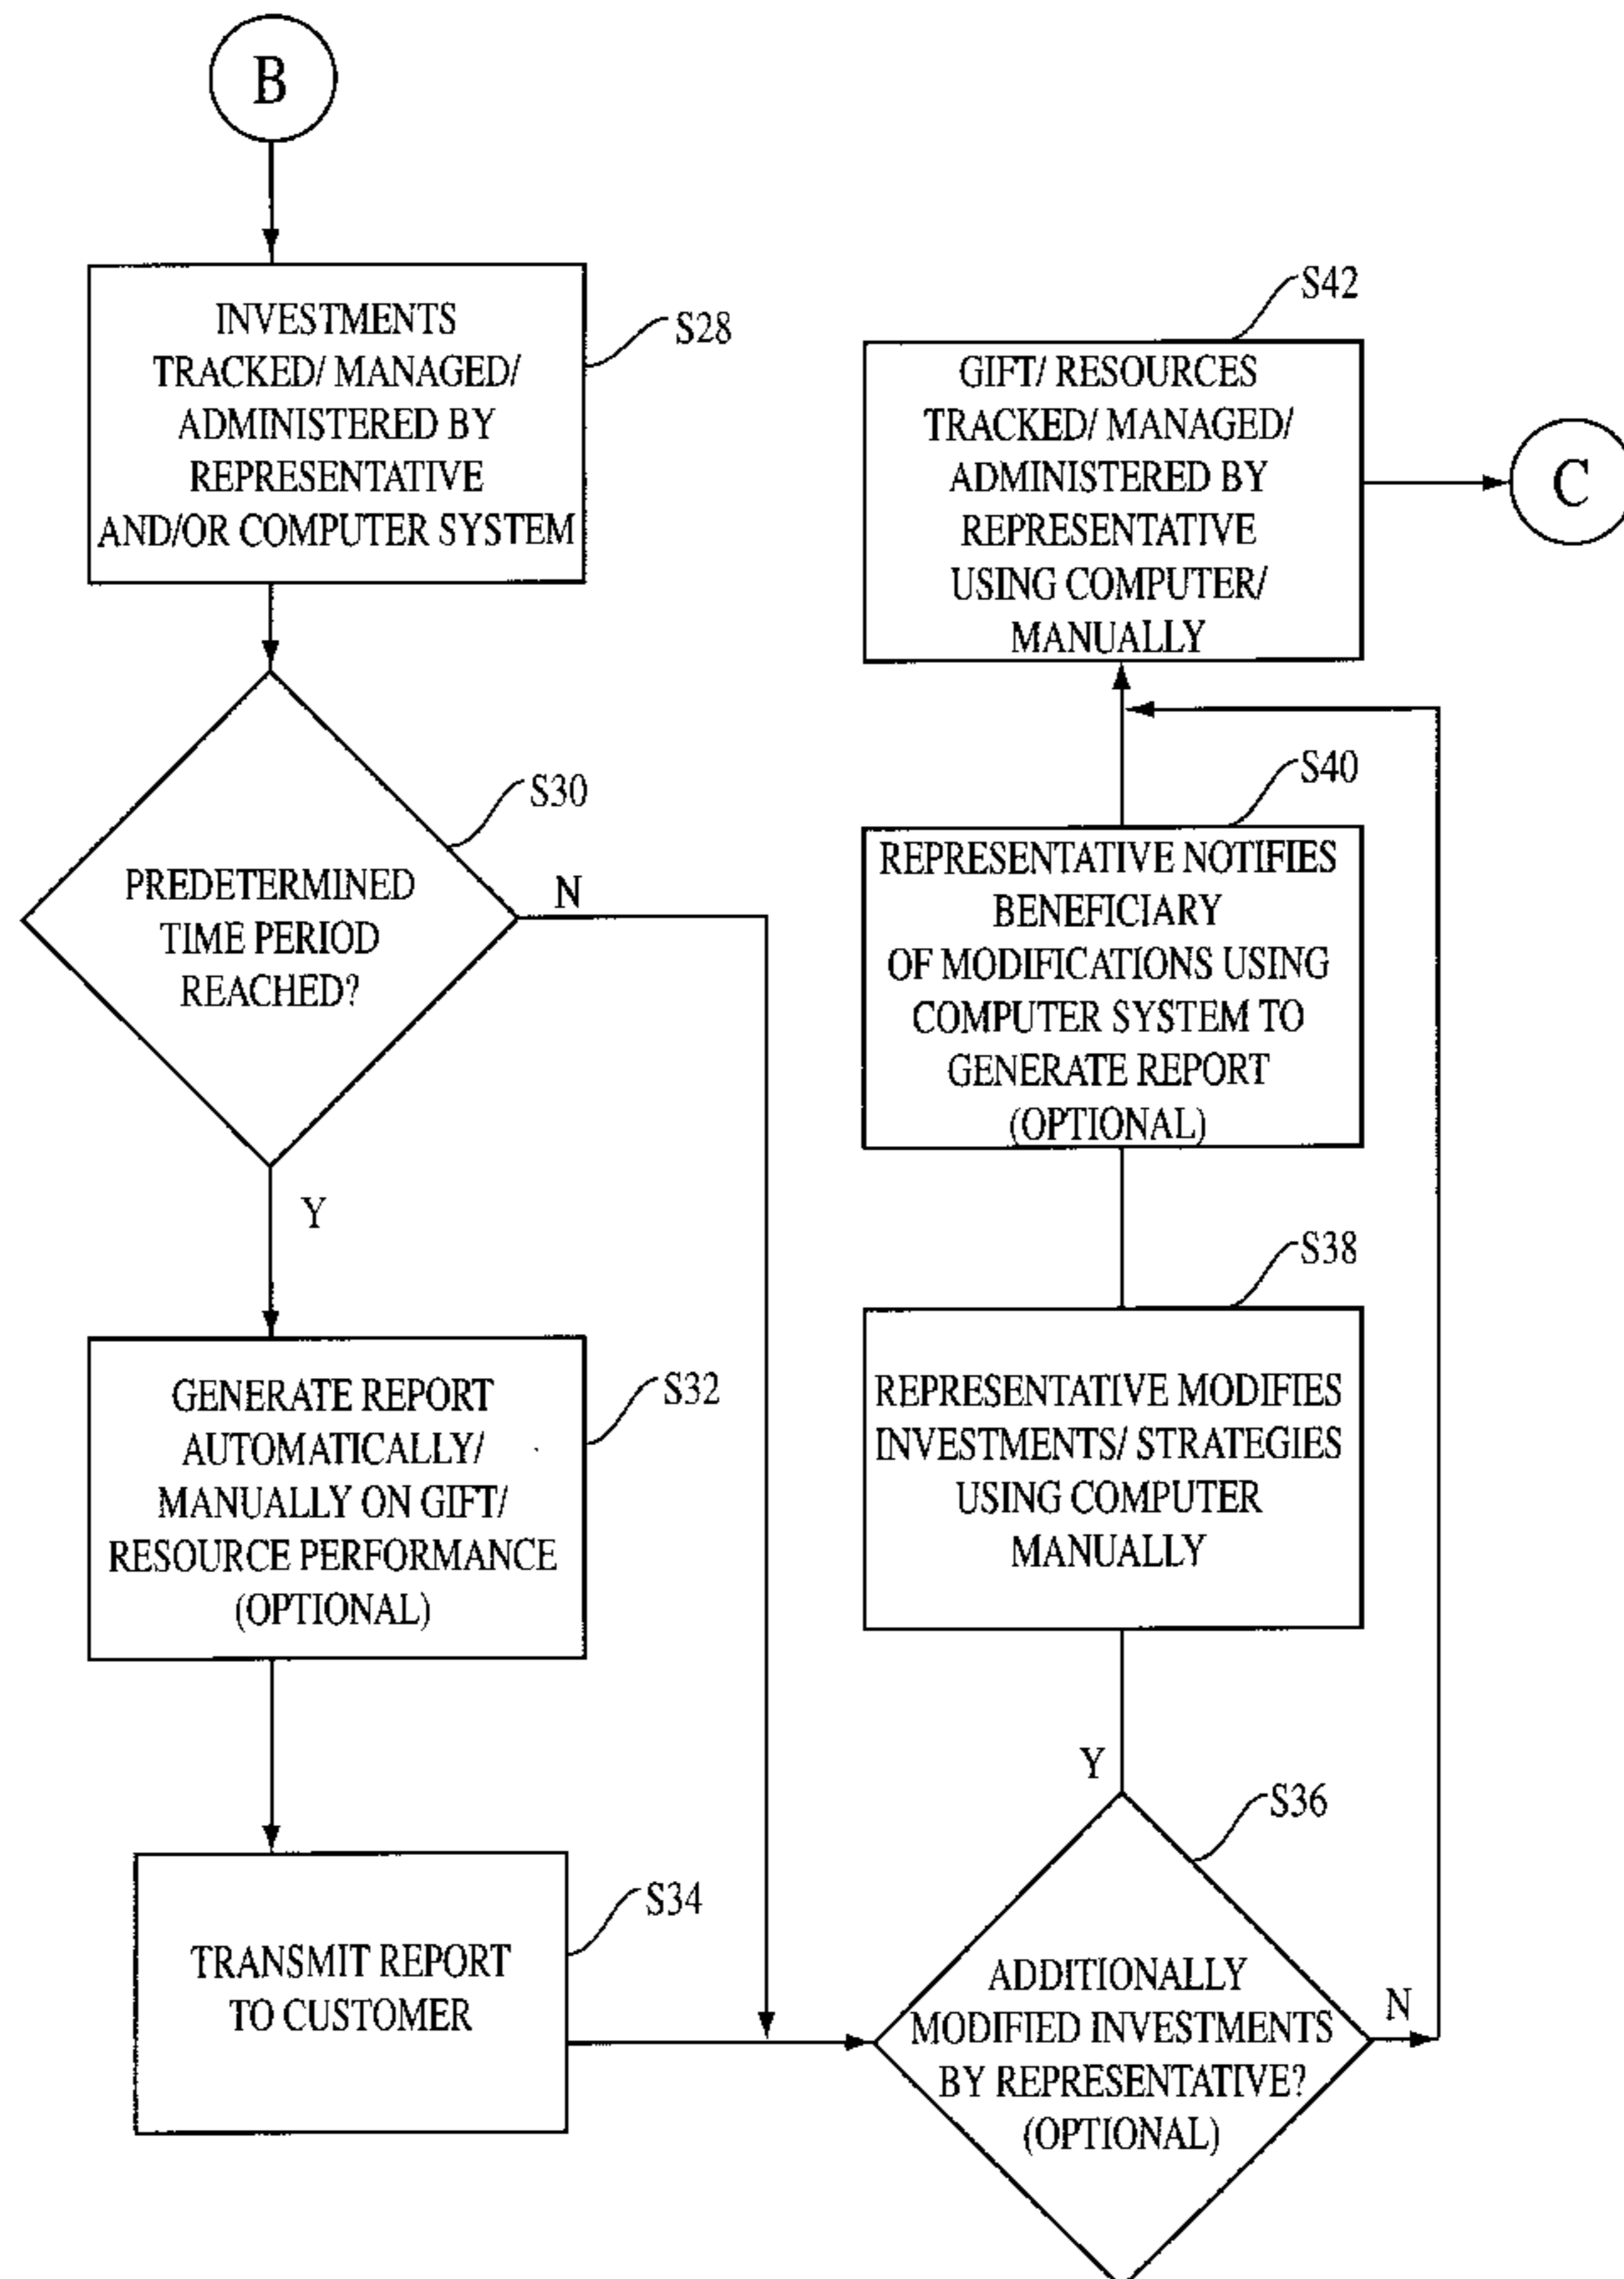 B
INVESTMENTS
TRACKED/ MANAGED/
ADMINISTERED BY
REPRESENTATIVE
AND/OR COMPUTER SYSTEM
S28
PREDETERMINED
TIME PERIOD
REACHED?
S30
N
Y
GENERATE REPORT
AUTOMATICALLY/
MANUALLY ON GIFT/
RESOURCE PERFORMANCE
(OPTIONAL)
S32
TRANSMIT REPORT
TO CUSTOMER
S34
ADDITIONALLY
MODIFIED INVESTMENTS
BY REPRESENTATIVE?
(OPTIONAL)
S36
N
Y
REPRESENTATIVE MODIFIES
INVESTMENTS/ STRATEGIES
USING COMPUTER
MANUALLY
S38
REPRESENTATIVE NOTIFIES
BENEFICIARY
OF MODIFICATIONS USING
COMPUTER SYSTEM TO
GENERATE REPORT
(OPTIONAL)
S40
GIFT/ RESOURCES
TRACKED/ MANAGED/
ADMINISTERED BY
REPRESENTATIVE
USING COMPUTER/
MANUALLY
S42
C